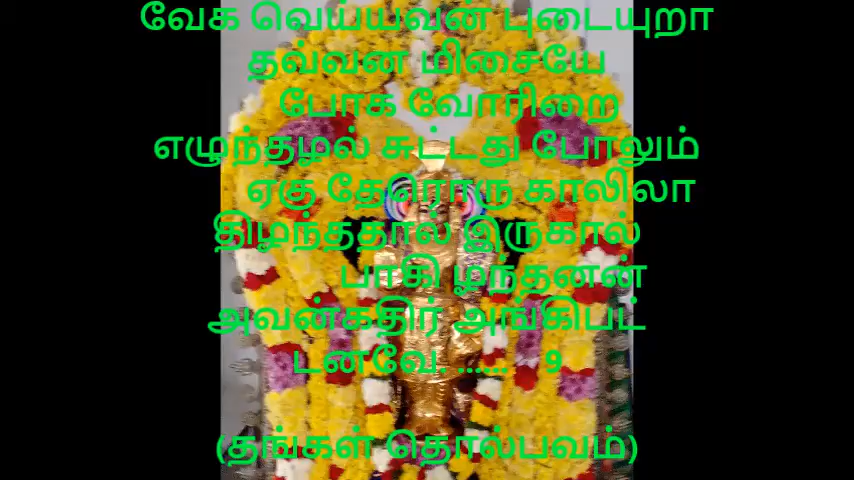 வேக வெய்யவன் புடையுறா
தவ்வன மிசையே
போக வோரிறை
எழுந்தழல் சுட்டது போலும்
ஏகு தேரொரு காலிலா
திழந்ததால் இருகால்
பாகி ழந்தனன்
அவன்கதிர் அங்கிபட்
டனவே. ...... 9
(தங்கள் தொல்பவம்)